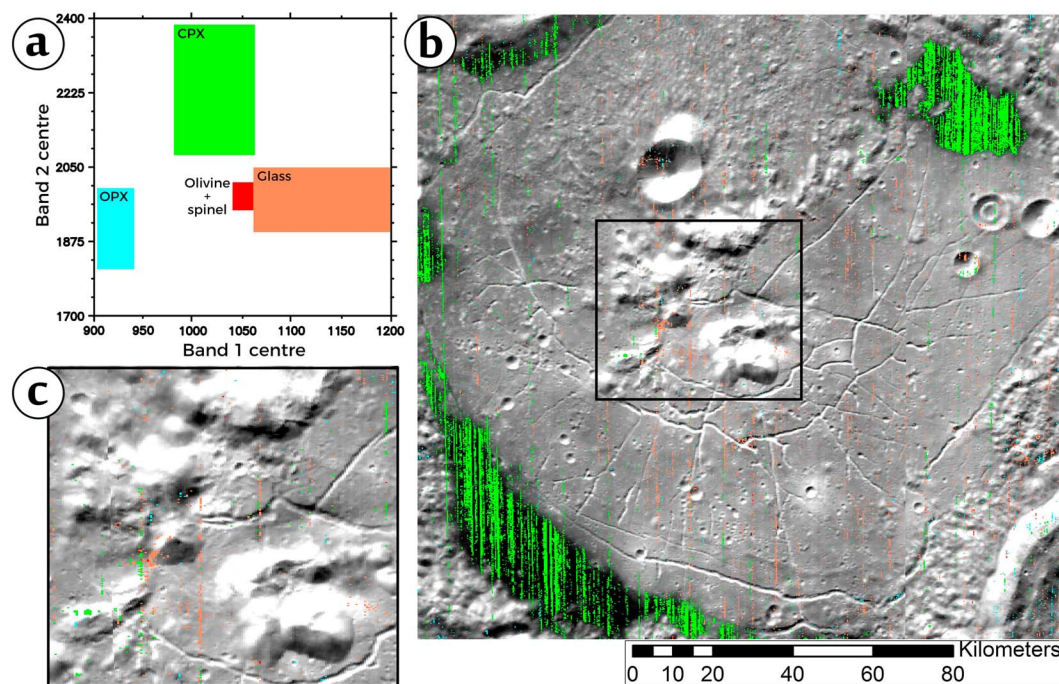 a
2400
2225
2050
1875
1700
Band 2 centre
CPX
OPX
Olivine
+
spinel
Glass
900 950 1000 1050 1100 1150 1200
Band 1 centre
b
c
Kilometers
0 5 10 20 40 60 80